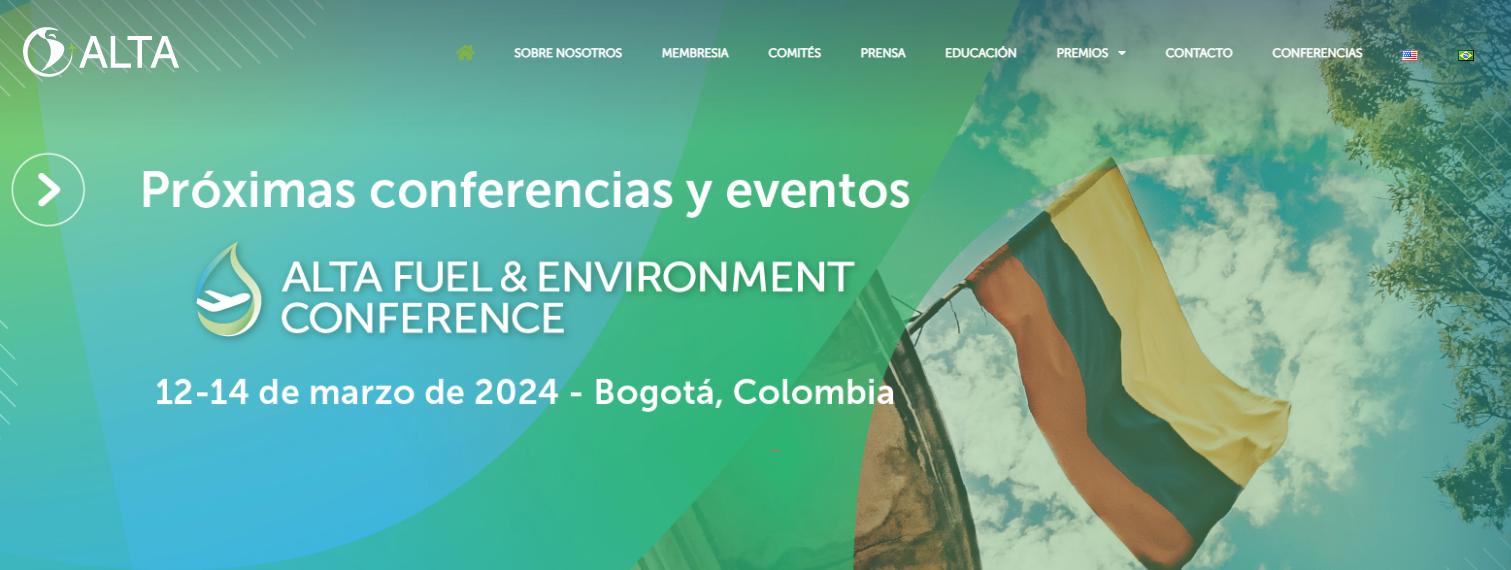 ALTA
SOBRE NOSOTROS MEMBRESIA COMITÉS PRENSA EDUCACIÓN PREMIOS CONTACTO CONFERENCIAS
Próximas conferencias y eventos
ALTA FUEL & ENVIRONMENT
CONFERENCE
12-14 de marzo de 2024 - Bogotá, Colombia